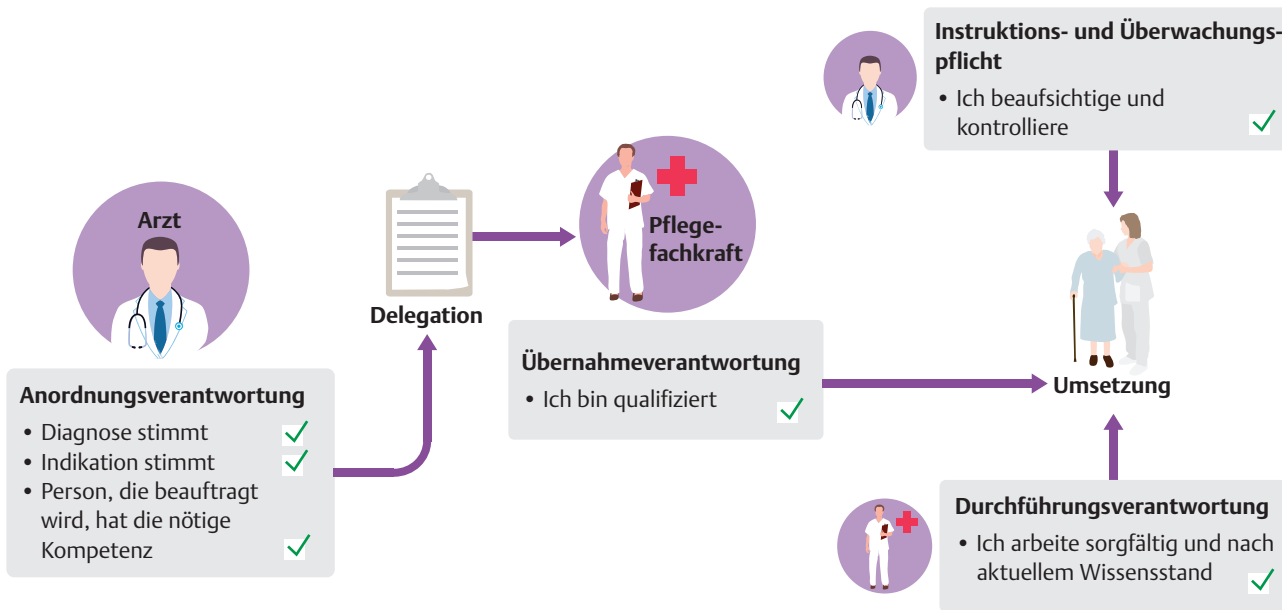 Arzt
Anordnungsverantwortung
• Diagnose stimmt
• Indikation stimmt
• Person, die beauftragt
wird, hat die nötige
Kompetenz
Delegation
Pflege-
fachkraft
Übernahmeverantwortung
• Ich bin qualifiziert
Instruktions- und Überwachungs-
pflicht
• Ich beaufsichtige und
kontrolliere
Umsetzung
Durchführungsverantwortung
• Ich arbeite sorgfältig und nach
aktuellem Wissensstand